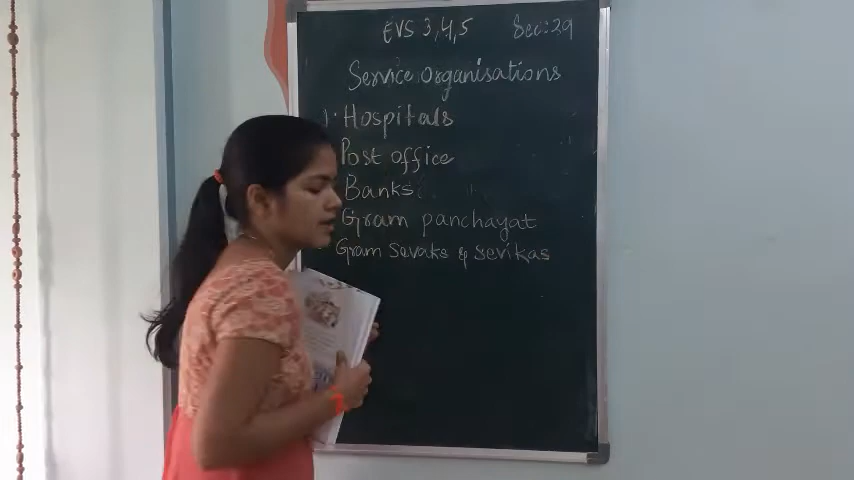 EVS 3,4,5 Sec:29
Service organisations
1. Hospitals
Post office
Banks
Gram panchayat
Gram Sevaks & sevikas